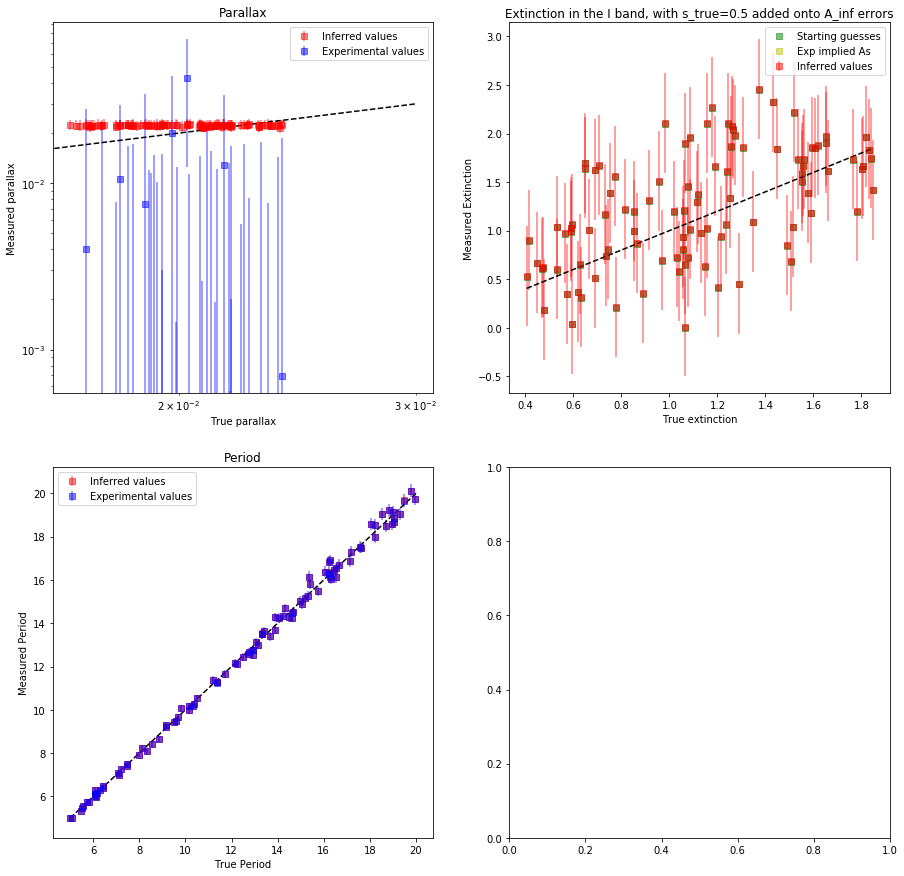 Parallax
Inferred values
Experimental values
10⁻²
10⁻³
Measured parallax
2 × 10⁻²
3 × 10⁻²
True parallax
Extinction in the I band, with s_true=0.5 added onto A_inf errors
Starting guesses
Exp implied As
Inferred values
3.0
2.5
2.0
1.5
1.0
0.5
0.0
−0.5
Measured Extinction
0.4
0.6
0.8
1.0
1.2
1.4
1.6
1.8
True extinction
Period
Inferred values
Experimental values
20
18
16
14
12
10
8
6
Measured Period
6
8
10
12
14
16
18
20
True Period
1.0
0.8
0.6
0.4
0.2
0.0
0.0
0.2
0.4
0.6
0.8
1.0